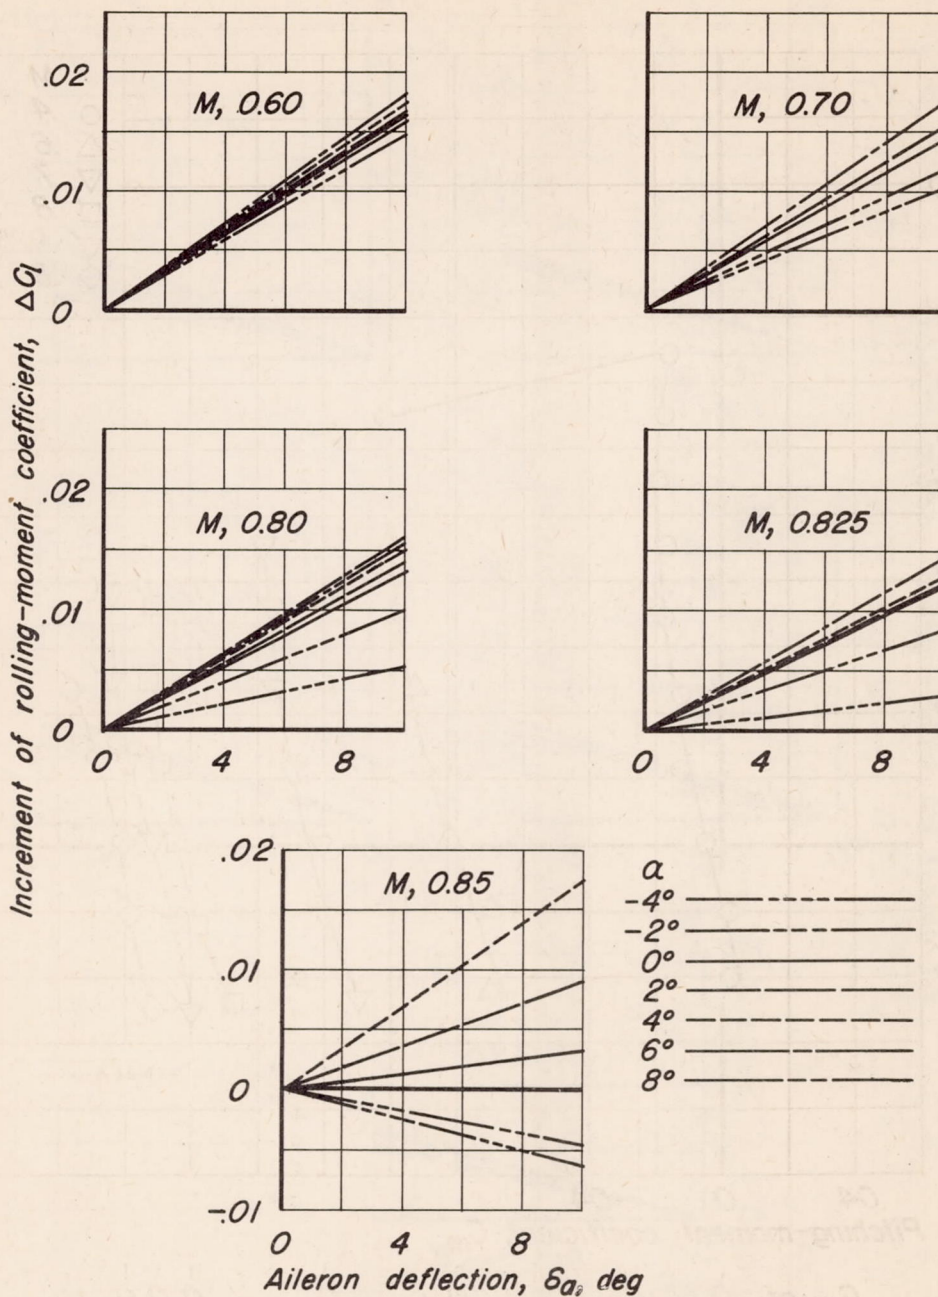 Increment of rolling-moment coefficient, ΔCl
.02
.01
0
M, 0.60
M, 0.70
.02
.01
0
M, 0.80
0 4 8
M, 0.825
0 4 8
.02
.01
0
-.01
M, 0.85
0 4 8
Aileron deflection, δa, deg
α
-4°
-2°
0°
2°
4°
6°
8°